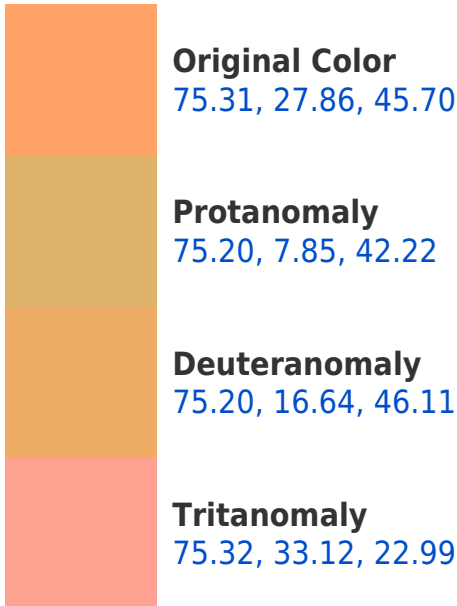 Original Color
75.31, 27.86, 45.70
Protanomaly
75.20, 7.85, 42.22
Deuteranomaly
75.20, 16.64, 46.11
Tritanomaly
75.32, 33.12, 22.99